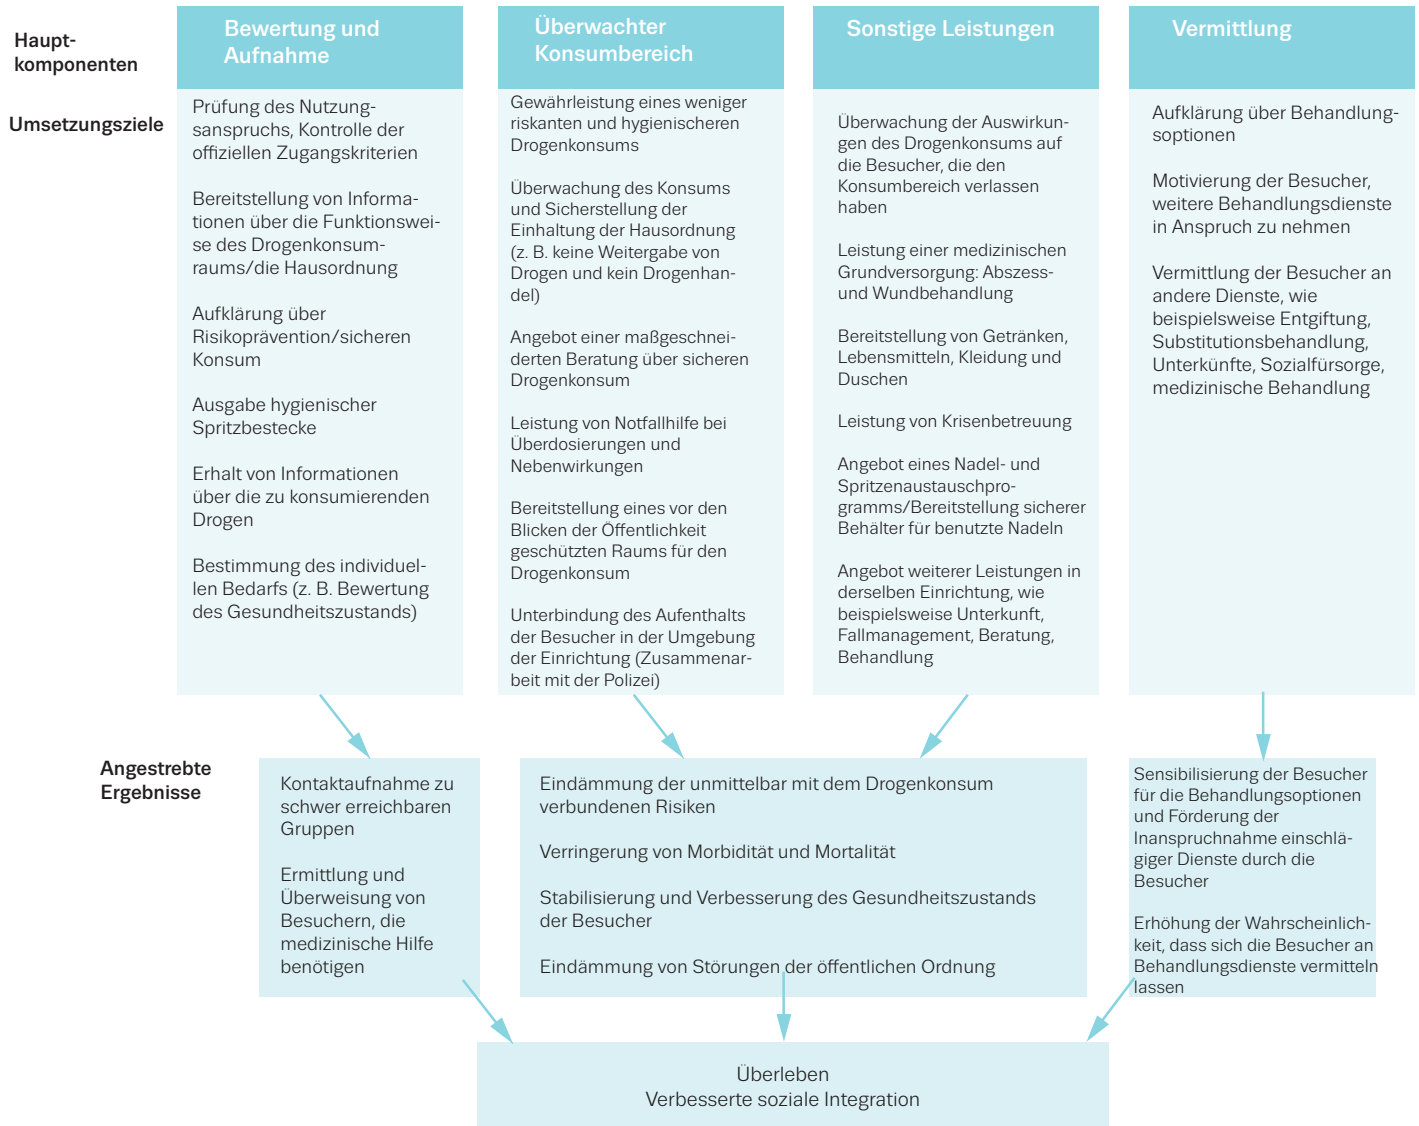 Haupt-
komponenten
Bewertung und
Aufnahme
Überwachter
Konsumbereich
Sonstige Leistungen
Vermittlung
Umsetzungsziele
Prüfung des Nutzung-
sanspruchs, Kontrolle der
offiziellen Zugangskriterien
Bereitstellung von Informa-
tionen über die Funktionswei-
se des Drogenkonsum-
raums/die Hausordnung
Aufklärung über
Risikoprävention/sicheren
Konsum
Ausgabe hygienischer
Spritzbestecke
Erhalt von Informationen
über die zu konsumierenden
Drogen
Bestimmung des individuel-
len Bedarfs (z. B. Bewertung
des Gesundheitszustands)
Gewährleistung eines weniger
riskanten und hygienischeren
Drogenkonsums
Überwachung des Konsums
und Sicherstellung der
Einhaltung der Hausordnung
(z. B. keine Weitergabe von
Drogen und kein Drogenhan-
del)
Angebot einer maßgeschnei-
derten Beratung über sicheren
Drogenkonsum
Leistung von Notfallhilfe bei
Überdosierungen und
Nebenwirkungen
Bereitstellung eines vor den
Blicken der Öffentlichkeit
geschützten Raums für den
Drogenkonsum
Unterbindung des Aufenthalts
der Besucher in der Umgebung
der Einrichtung (Zusammenar-
beit mit der Polizei)
Überwachung der Auswirkun-
gen des Drogenkonsums auf
die Besucher, die den
Konsumbereich verlassen
haben
Leistung einer medizinischen
Grundversorgung: Abszess-
und Wundbehandlung
Bereitstellung von Getränken,
Lebensmitteln, Kleidung und
Duschen
Leistung von Krisenbetreuung
Angebot eines Nadel- und
Spritzenaustauschpro-
gramms/Bereitstellung sicherer
Behälter für benutzte Nadeln
Angebot weiterer Leistungen in
derselben Einrichtung, wie
beispielsweise Unterkunft,
Fallmanagement, Beratung,
Behandlung
Aufklärung über Behandlung-
soptionen
Motivierung der Besucher,
weitere Behandlungsdienste
in Anspruch zu nehmen
Vermittlung der Besucher an
andere Dienste, wie
beispielsweise Entgiftung,
Substitutionsbehandlung,
Unterkünfte, Sozialfürsorge,
medizinische Behandlung
Angestrebte
Ergebnisse
Kontaktaufnahme zu
schwer erreichbaren
Gruppen
Ermittlung und
Überweisung von
Besuchern, die
medizinische Hilfe
benötigen
Eindämmung der unmittelbar mit dem Drogenkonsum
verbundenen Risiken
Verringerung von Morbidität und Mortalität
Stabilisierung und Verbesserung des Gesundheitszustands
der Besucher
Eindämmung von Störungen der öffentlichen Ordnung
Sensibilisierung der Besucher
für die Behandlungsoptionen
und Förderung der
Inanspruchnahme einschlä-
giger Dienste durch die
Besucher
Erhöhung der Wahrscheinlich-
keit, dass sich die Besucher an
Behandlungsdienste vermitteln
lassen
Überleben
Verbesserte soziale Integration